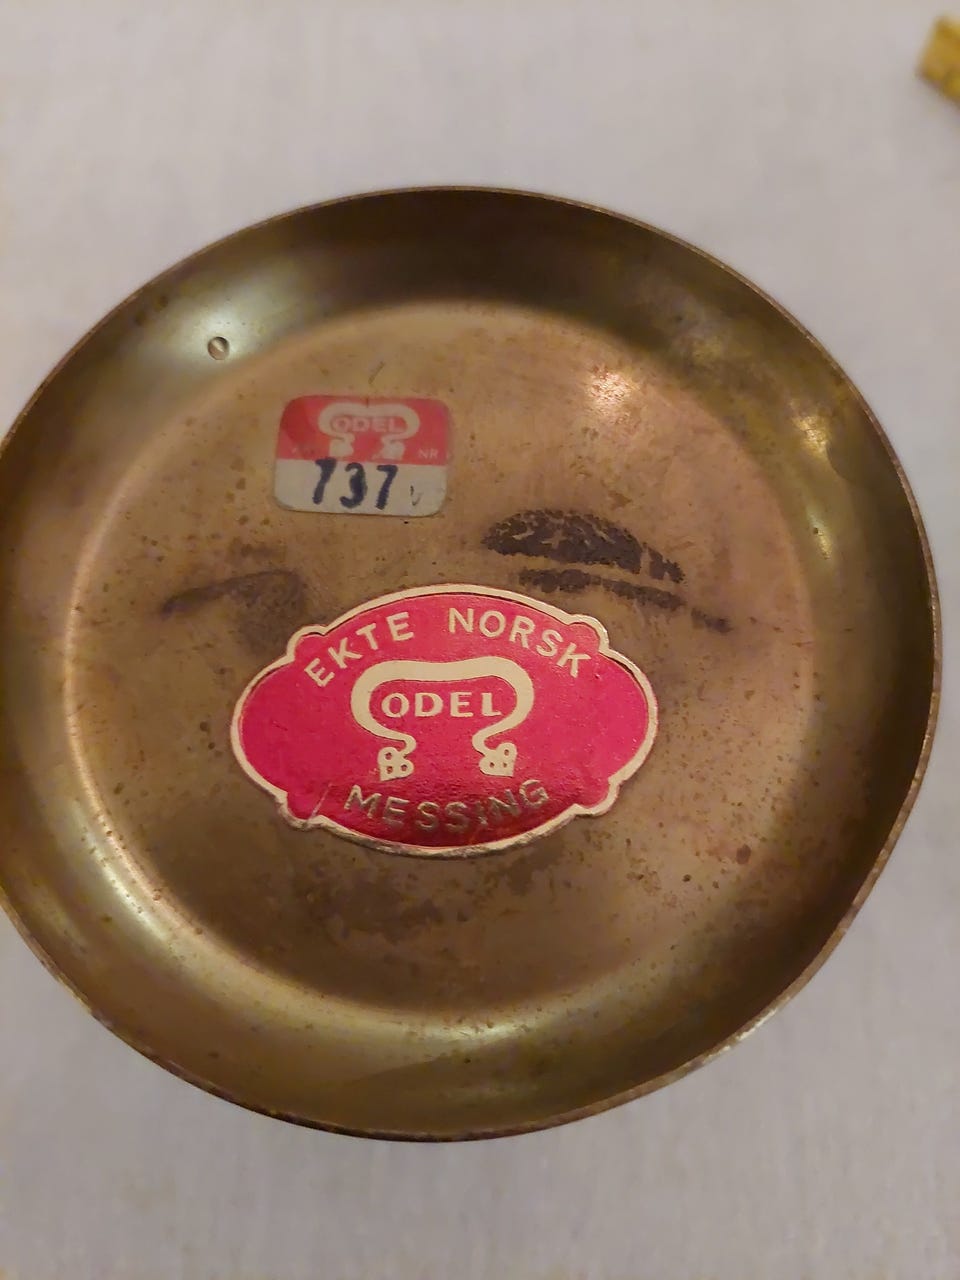 ODEL
NR
737
EKTE NORSK
ODEL
MESSING